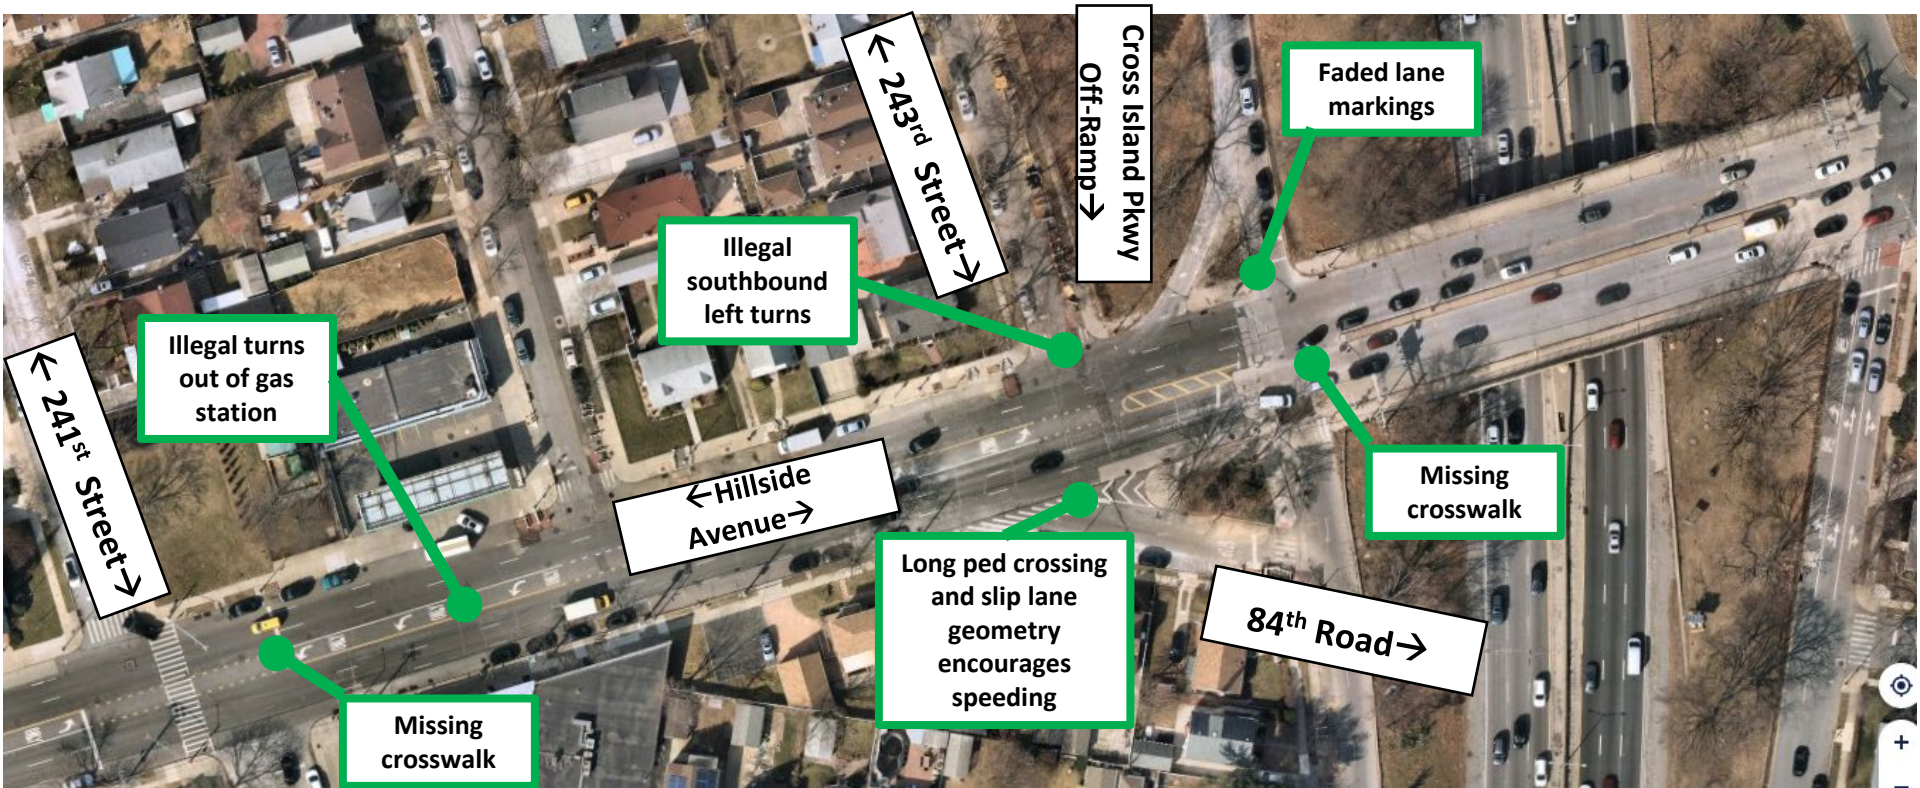 ← 243rd Street→
Cross Island Pkwy
Off-Ramp→
Faded lane
markings
Illegal
southbound
left turns
Illegal turns
out of gas
station
← 241st Street→
←Hillside
Avenue→
Missing
crosswalk
Long ped crossing
and slip lane
geometry
encourages
speeding
84th Road→
Missing
crosswalk